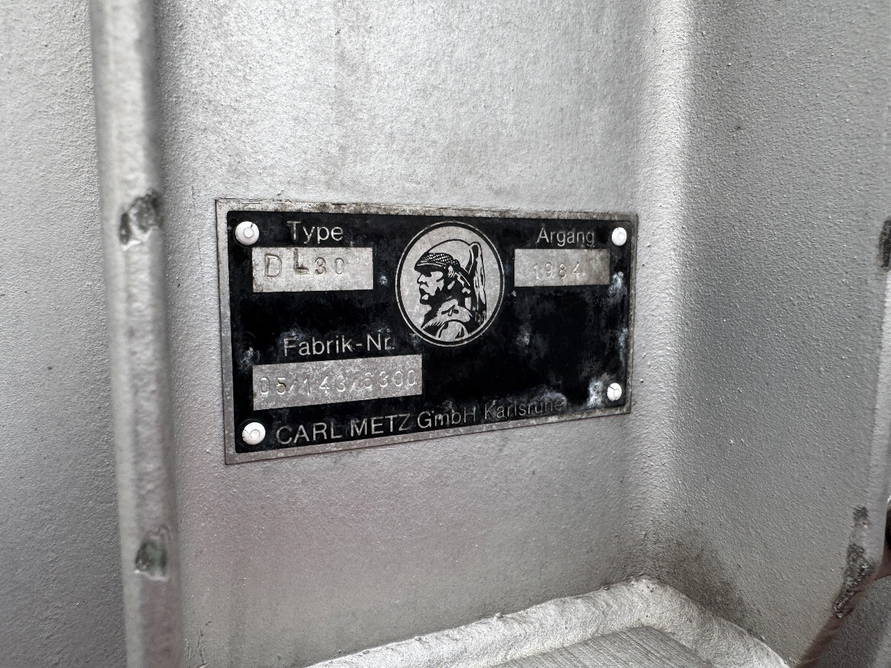 Type
DL30
Årgang
1984
Fabrik-Nr.
CARL METZ GmbH Karlsruhe